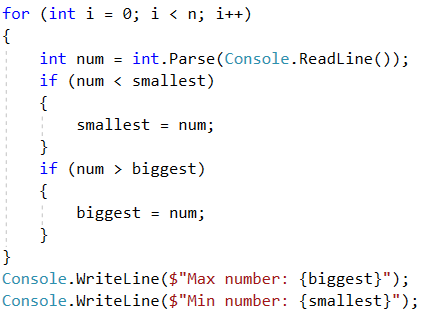 for (int i = 0; i < n; i++)
{
    int num = int.Parse(Console.ReadLine());
    if (num < smallest)
    {
        smallest = num;
    }
    if (num > biggest)
    {
        biggest = num;
    }
}
Console.WriteLine($"Max number: {biggest}");
Console.WriteLine($"Min number: {smallest}");